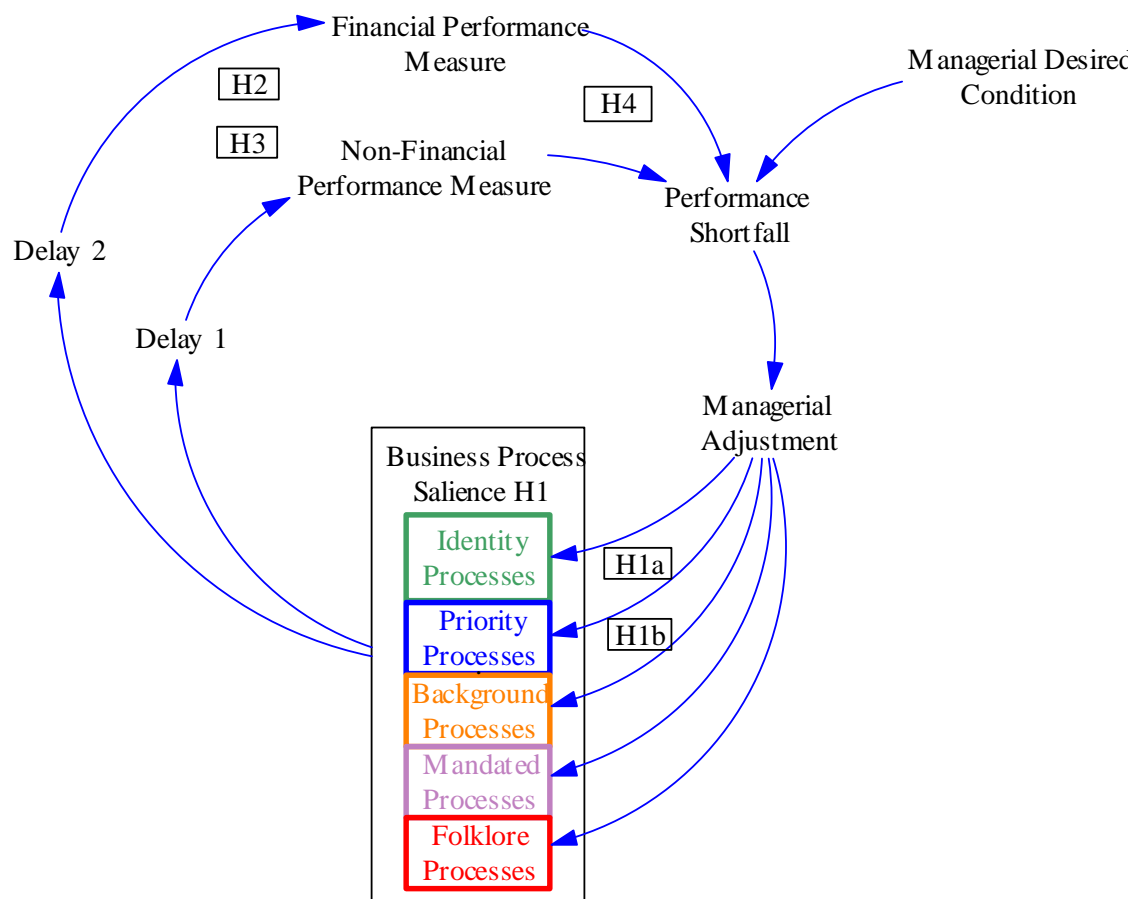 Financial Performance
Measure
Managerial Desired
Condition
H2
H4
H3
Non-Financial
Performance Measure
Performance
Shortfall
Delay 2
Delay 1
Managerial
Adjustment
Business Process
Salience H1
Identity
Processes
H1a
Priority
Processes
H1b
Background
Processes
Mandated
Processes
Folklore
Processes